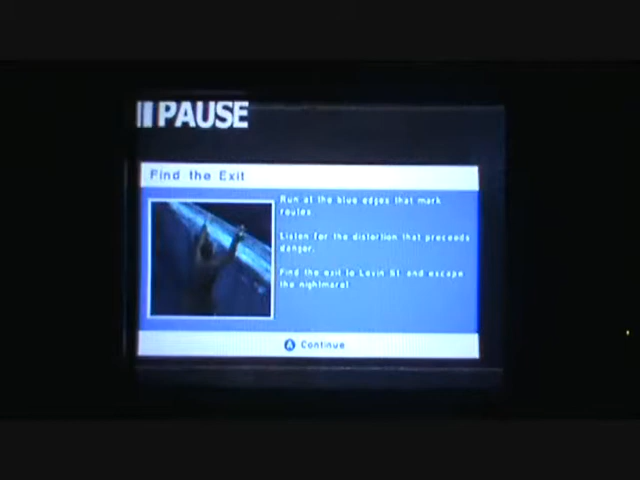 PAUSE
Find the Exit
Run at the blue edges that mark
routes.
Listen for the distortion that preceeds
danger.
Find the exit to Levin St. and escape
the nightmare!
A Continue